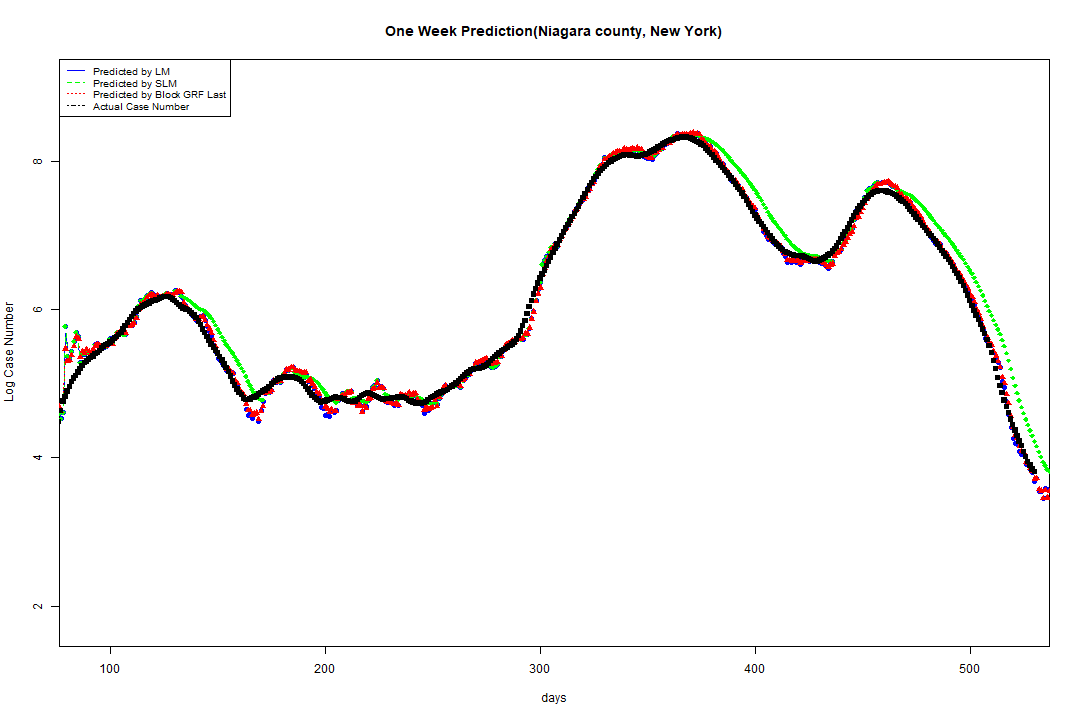 One Week Prediction(Niagara county, New York)
Predicted by LM
Predicted by SLM
Predicted by Block GRF Last
Actual Case Number
8
6
4
2
Log Case Number
100 200 300 400 500
days